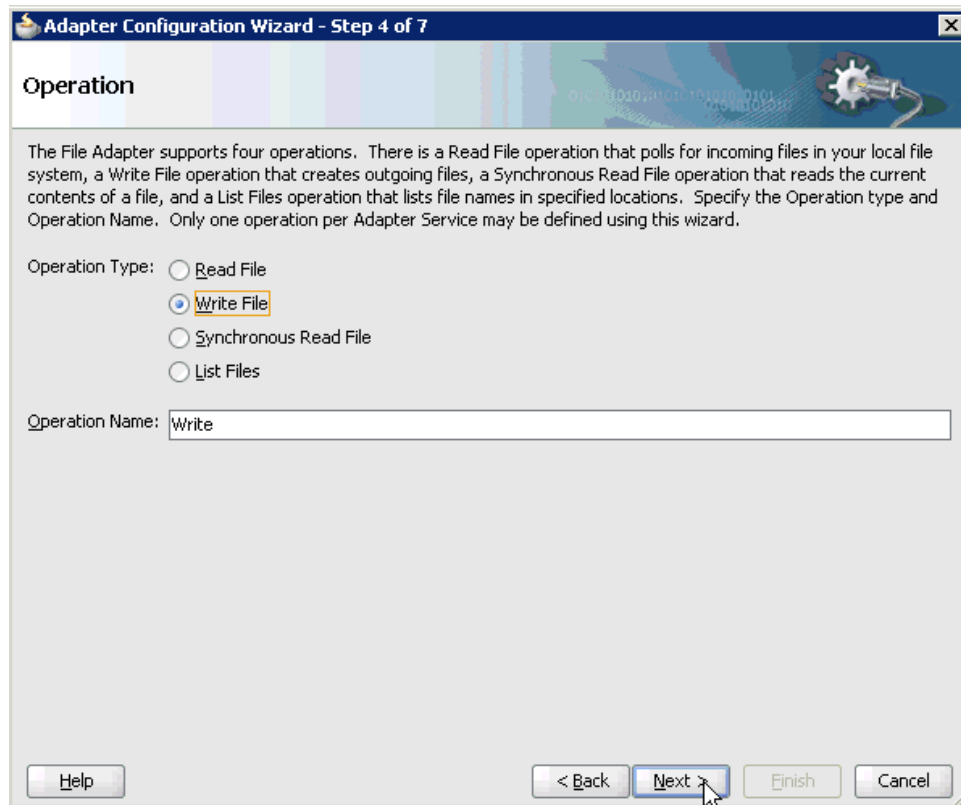 Adapter Configuration Wizard - Step 4 of 7
Operation
The File Adapter supports four operations. There is a Read File operation that polls for incoming files in your local file
system, a Write File operation that creates outgoing files, a Synchronous Read File operation that reads the current
contents of a file, and a List Files operation that lists file names in specified locations. Specify the Operation type and
Operation Name. Only one operation per Adapter Service may be defined using this wizard.
Operation Type: Read File
Write File
Synchronous Read File
List Files
Operation Name: Write
Help < Back Next > Finish Cancel